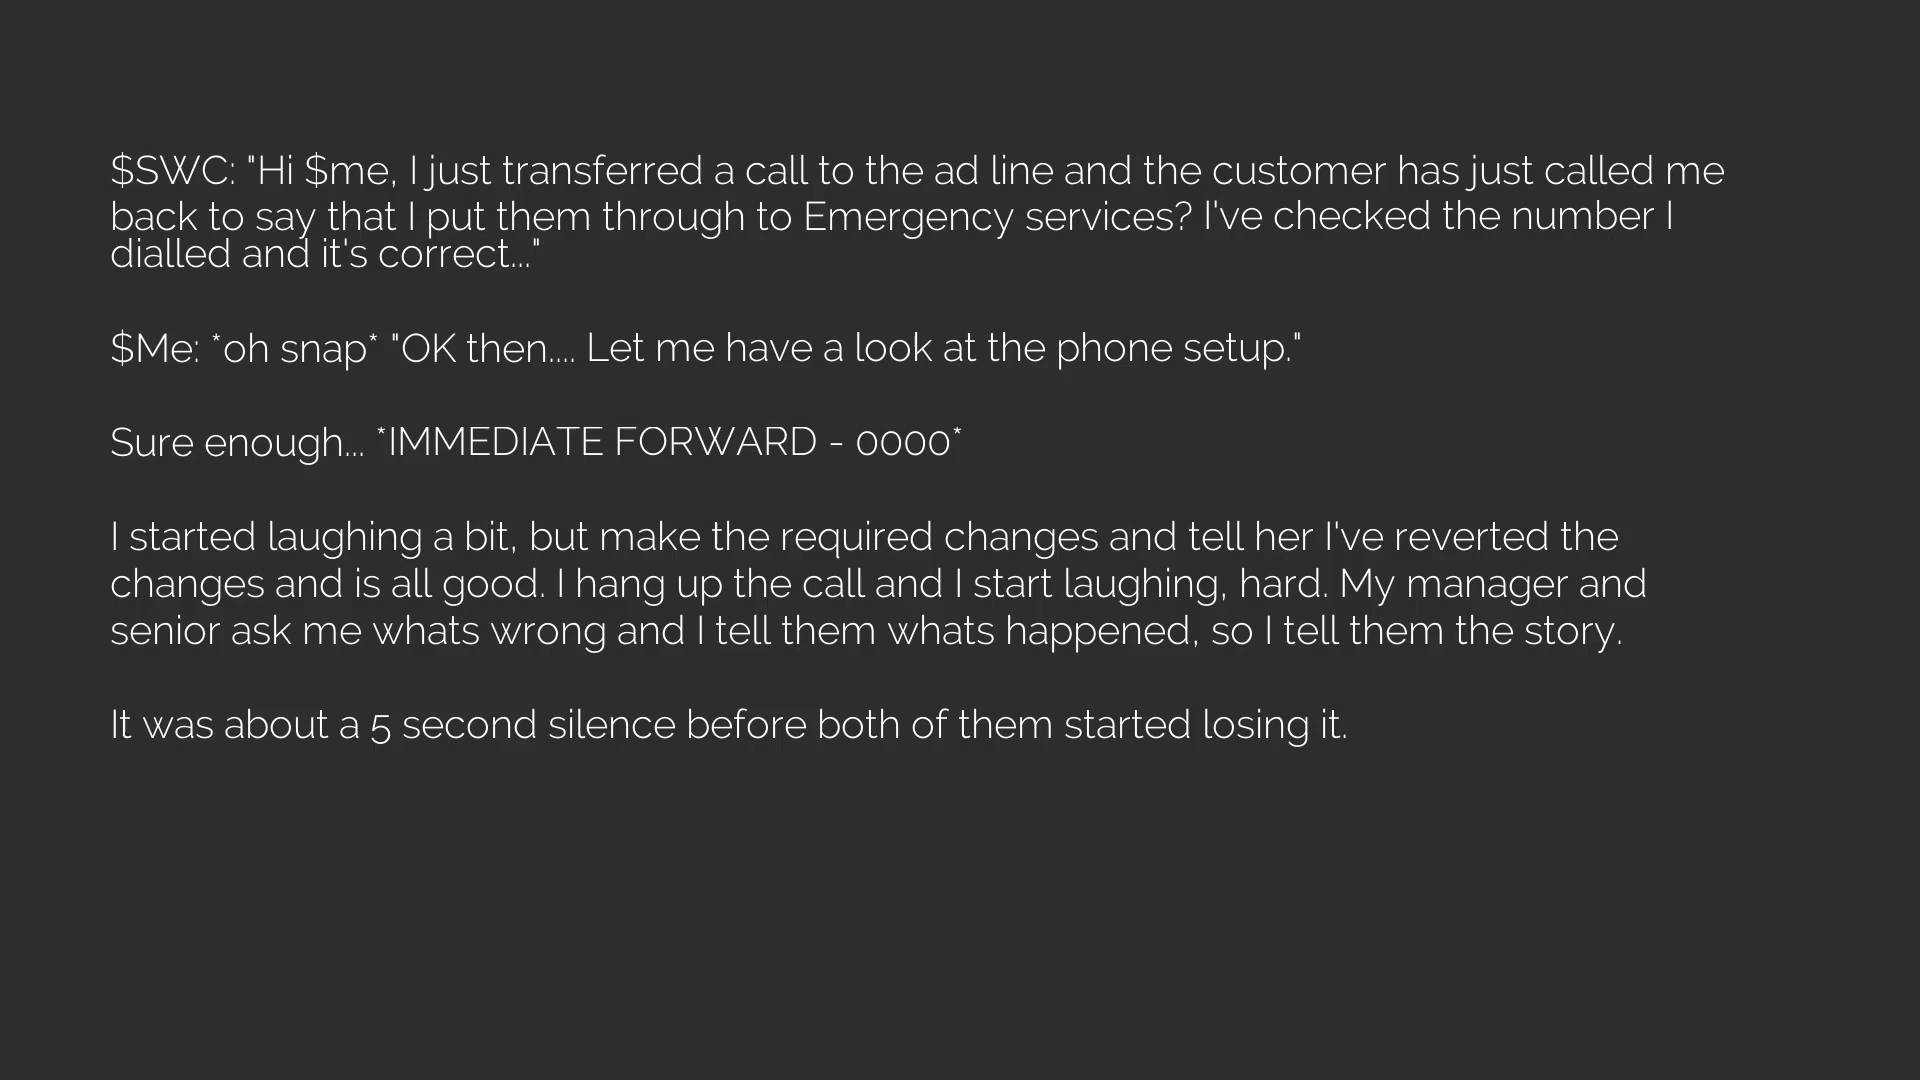 $SWC: "Hi $me, I just transferred a call to the ad line and the customer has just called me
back to say that I put them through to Emergency services? I've checked the number I
dialled and it's correct..."
$Me: *oh snap* "OK then.... Let me have a look at the phone setup."
Sure enough... *IMMEDIATE FORWARD - 0000*
I started laughing a bit, but make the required changes and tell her I've reverted the
changes and is all good. I hang up the call and I start laughing, hard. My manager and
senior ask me whats wrong and I tell them whats happened, so I tell them the story.
It was about a 5 second silence before both of them started losing it.